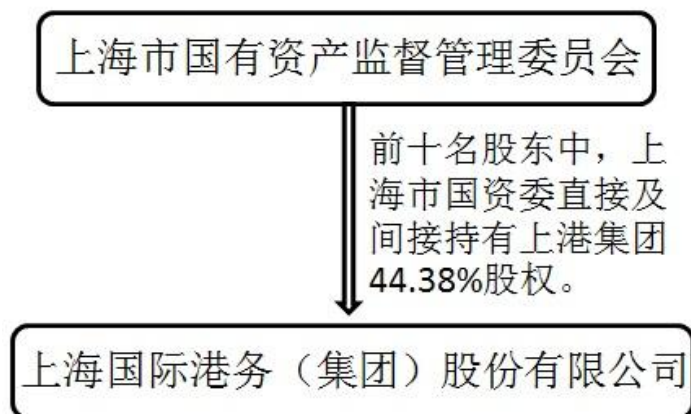 上海市国有资产监督管理委员会
前十名股东中，上
海市国资委直接及
间接持有上港集团
44.38%股权。
上海国际港务（集团）股份有限公司